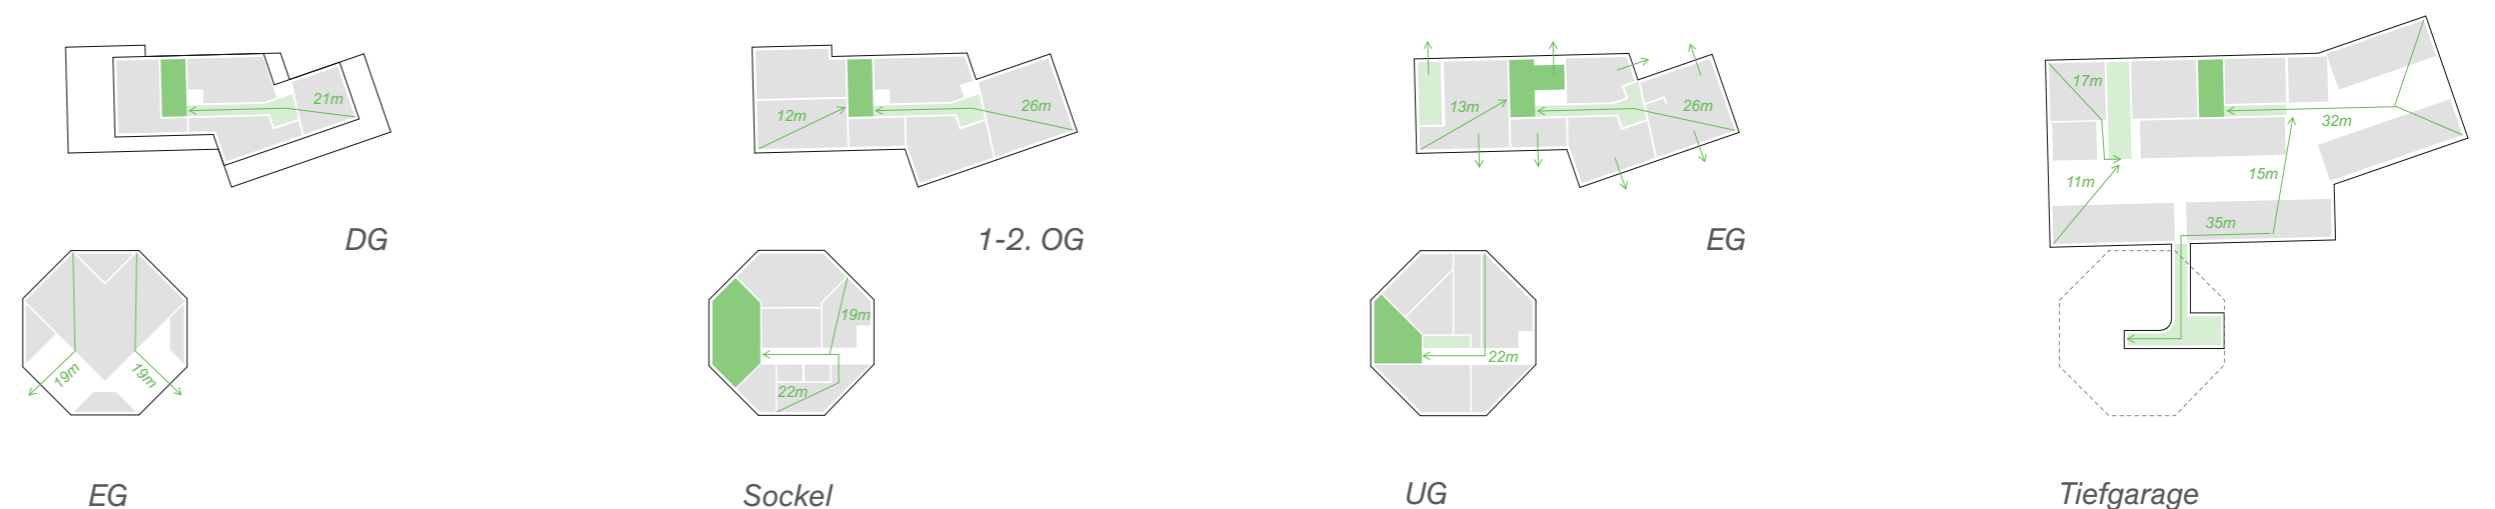 21m
DG
12m
26m
1-2. OG
13m
26m
EG
17m
32m
11m
15m
35m
19m
19m
EG
19m
22m
Sockel
22m
UG
Tiefgarage